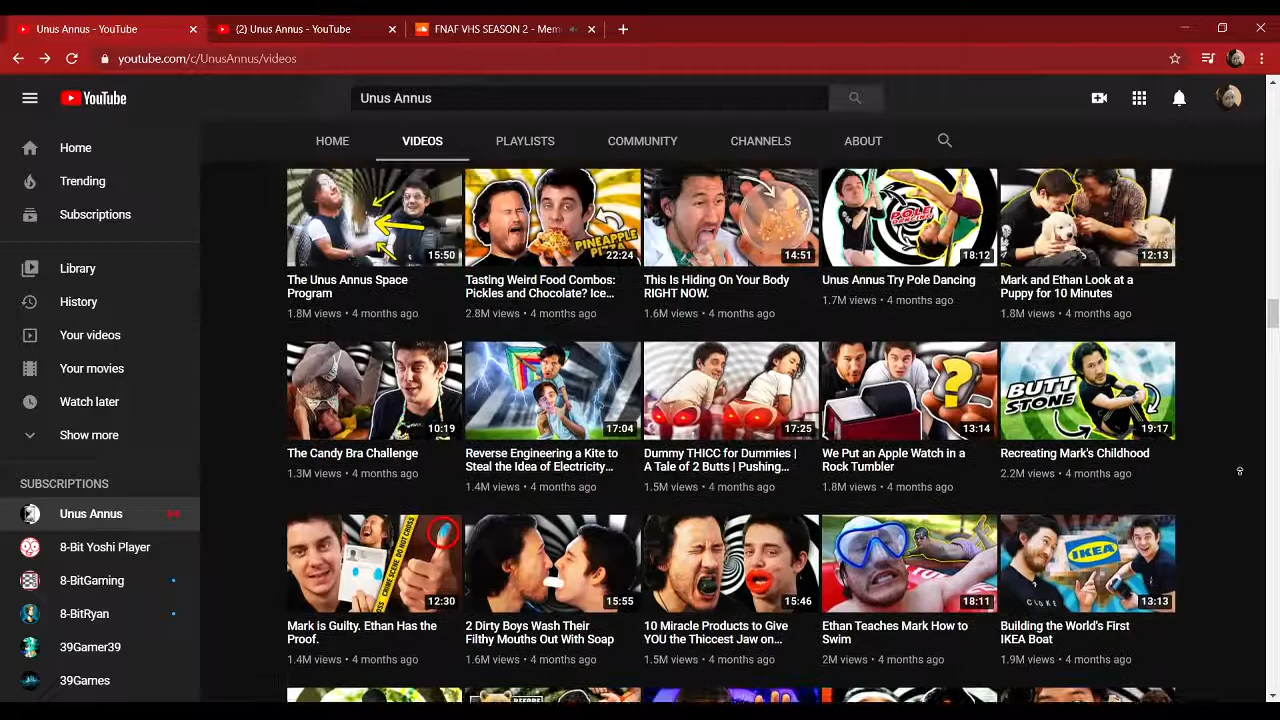 Unus Annus - YouTube
(2) Unus Annus - YouTube
FNAF VHS SEASON 2 - Mem
youtube.com/c/UnusAnnus/videos
YouTube
Unus Annus
HOME
VIDEOS
PLAYLISTS
COMMUNITY
CHANNELS
ABOUT
Home
Trending
Subscriptions
Library
History
Your videos
Your movies
Watch later
Show more
SUBSCRIPTIONS
Unus Annus
8-Bit Yoshi Player
8-BitGaming
8-BitRyan
39Gamer39
39Games
15:50
The Unus Annus Space
Program
1.8M views • 4 months ago
PINEAPPLE
PIZZA
22:24
Tasting Weird Food Combos:
Pickles and Chocolate? Ice...
2.8M views • 4 months ago
14:51
This Is Hiding On Your Body
RIGHT NOW.
1.6M views • 4 months ago
POLE
DANCING
18:12
Unus Annus Try Pole Dancing
1.7M views • 4 months ago
12:13
Mark and Ethan Look at a
Puppy for 10 Minutes
1.8M views • 4 months ago
10:19
The Candy Bra Challenge
1.3M views • 4 months ago
17:04
Reverse Engineering a Kite to
Steal the Idea of Electricity...
1.4M views • 4 months ago
17:25
Dummy THICC for Dummies |
A Tale of 2 Butts | Pushing...
1.5M views • 4 months ago
?
13:14
We Put an Apple Watch in a
Rock Tumbler
1.8M views • 4 months ago
BUTT
STONE
19:17
Recreating Mark's Childhood
2.2M views • 4 months ago
CRIME SCENE DO NOT CROSS
12:30
Mark is Guilty. Ethan Has the
Proof.
1.4M views • 4 months ago
15:55
2 Dirty Boys Wash Their
Filthy Mouths Out With Soap
1.6M views • 4 months ago
15:46
10 Miracle Products to Give
YOU the Thiccest Jaw on...
1.5M views • 4 months ago
18:11
Ethan Teaches Mark How to
Swim
2M views • 4 months ago
IKEA
CLOAK
13:13
Building the World's First
IKEA Boat
1.9M views • 4 months ago